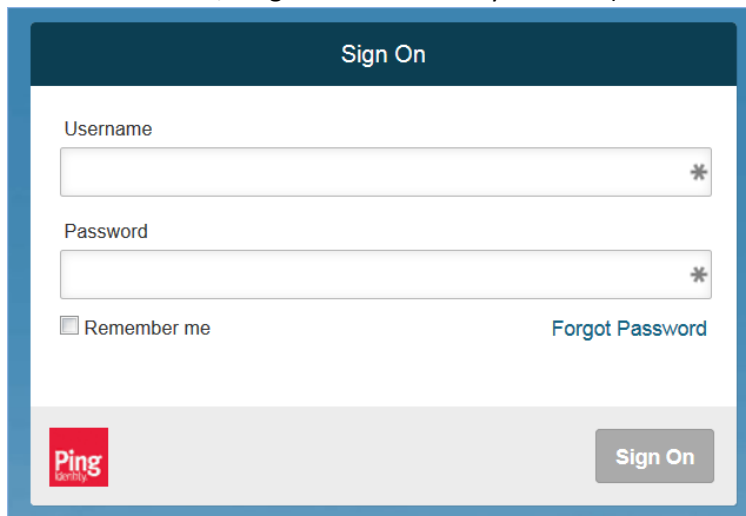 Sign On
Username
Password
Remember me
Forgot Password
Ping
Identity.
Sign On